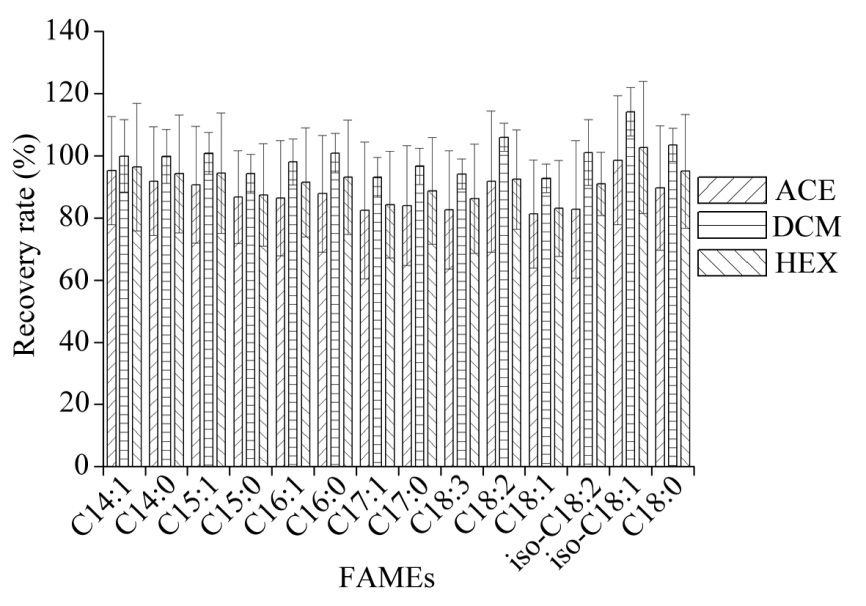 140
120
100
80
60
40
20
0
Recovery rate (%)
ACE
DCM
HEX
C14:1
C14:0
C15:1
C15:0
C16:1
C16:0
C17:1
C17:0
C18:3
C18:2
C18:1
iso-C18:2
iso-C18:1
C18:0
FAMEs